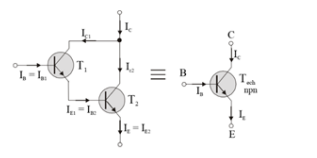 I_C
I_C1
T_1
I_B = I_B1
I_c2
T_2
I_E1 = I_B2
I_E = I_E2
≡
C
I_C
B
T_ech
npn
I_B
I_E
E